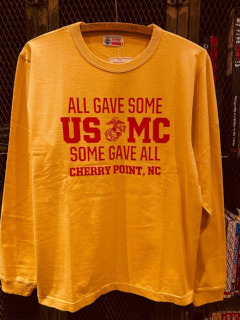 ALL GAVE SOME
US MC
SOME GAVE ALL
CHERRY POINT, NC